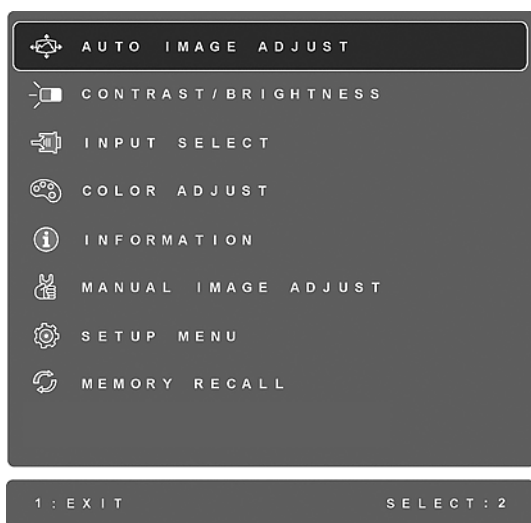 AUTO IMAGE ADJUST
CONTRAST/BRIGHTNESS
INPUT SELECT
COLOR ADJUST
INFORMATION
MANUAL IMAGE ADJUST
SETUP MENU
MEMORY RECALL
1:EXIT SELECT:2